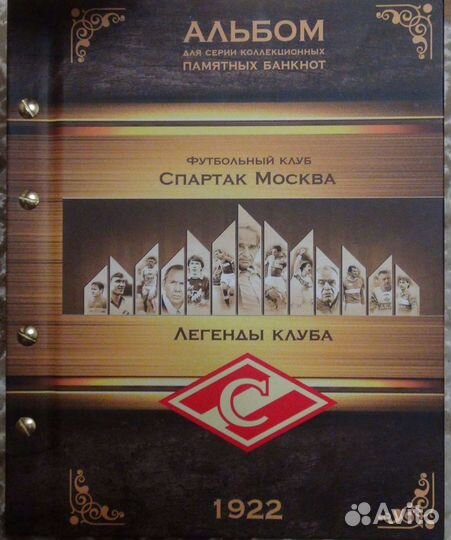 АЛЬБОМ
ДЛЯ СЕРИИ КОЛЛЕКЦИОННЫХ
ПАМЯТНЫХ БАНКНОТ
ФУТБОЛЬНЫЙ КЛУБ
СПАРТАК МОСКВА
ЛЕГЕНДЫ КЛУБА
С
1922
Avito